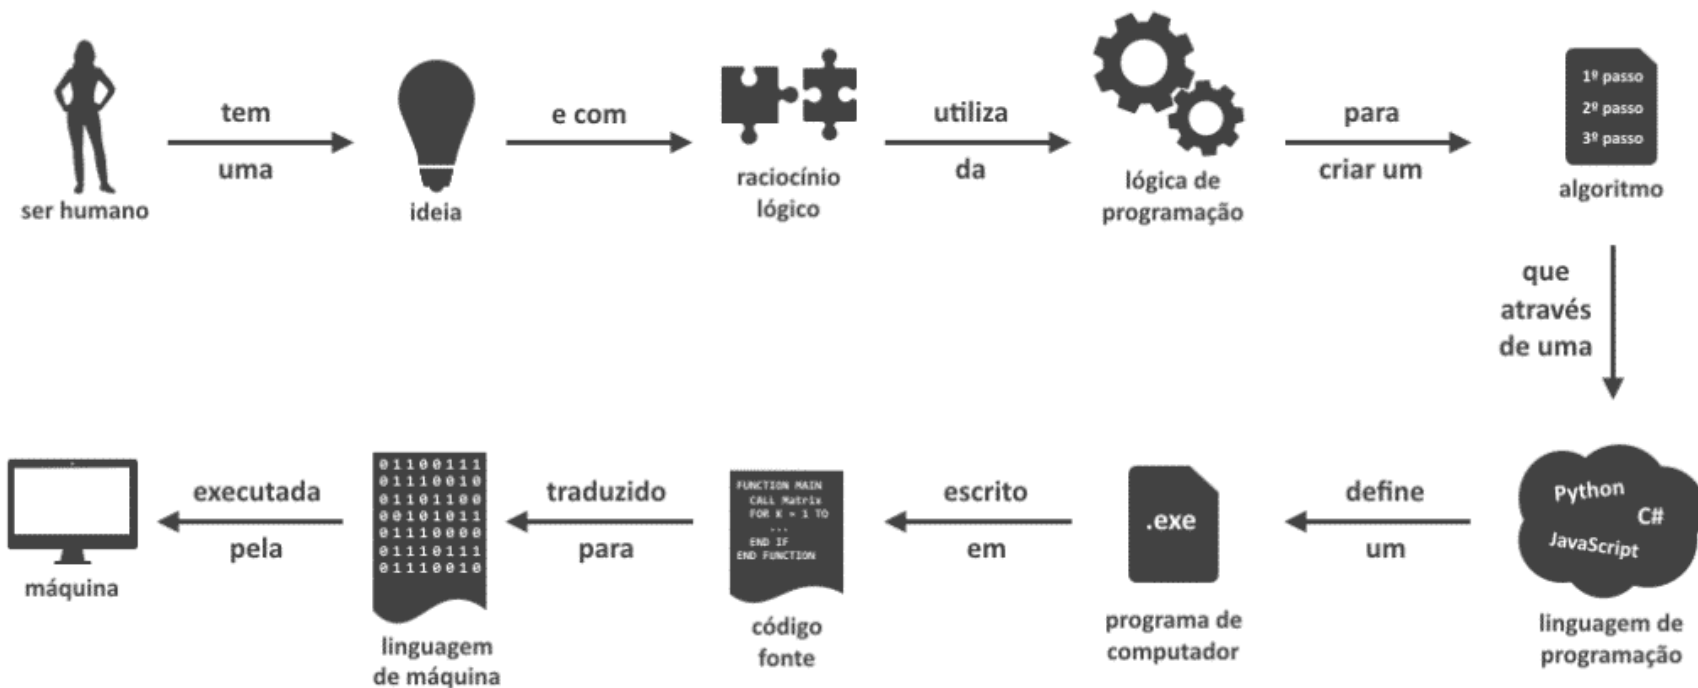 ser humano
tem
uma
ideia
e com
raciocínio
lógico
utiliza
da
lógica de
programação
para
criar um
1º passo
2º passo
3º passo
algoritmo
que
através
de uma
Python
C#
JavaScript
linguagem de
programação
define
um
.exe
programa de
computador
escrito
em
FUNCTION MAIN
CALL Matrix
FOR K = 1 TO
...
END IF
END FUNCTION
código
fonte
traduzido
para
01100111
01110010
01101100
00101011
01110000
01110111
01110010
linguagem
de máquina
executada
pela
máquina